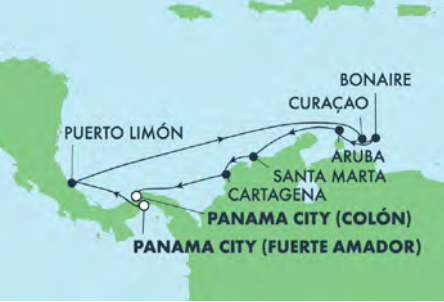 BONAIRE
CURAÇAO
PUERTO LIMÓN
ARUBA
SANTA MARTA
CARTAGENA
PANAMA CITY (COLÓN)
PANAMA CITY (FUERTE AMADOR)